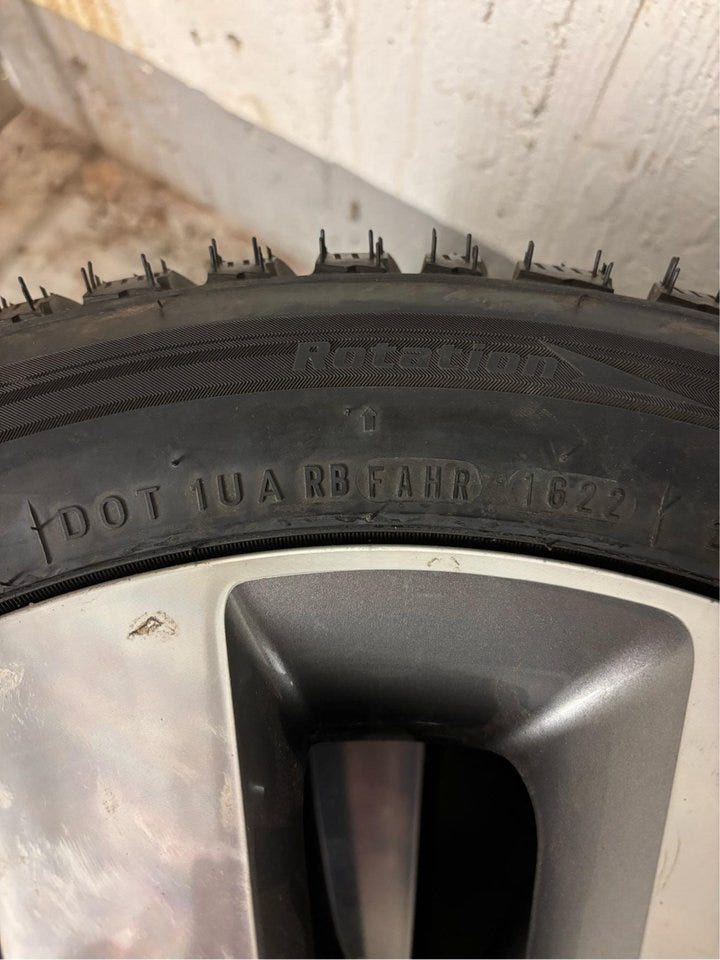 Rotation
DOT 1UA RB FAHR 1622